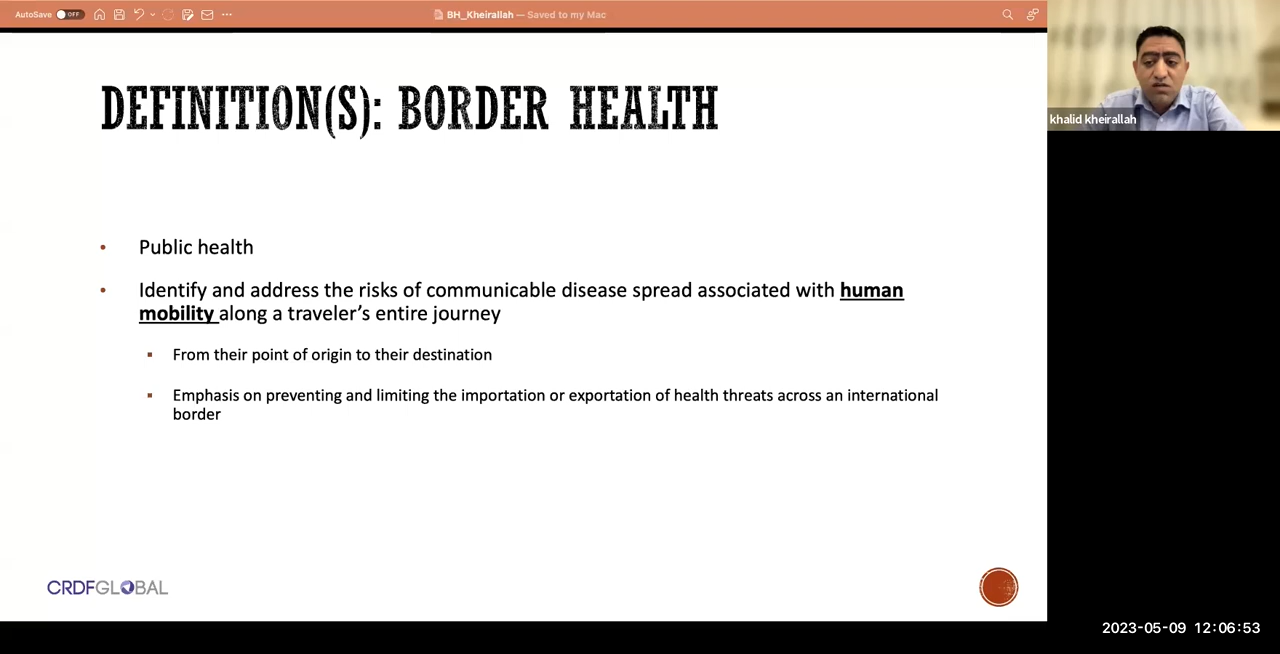 AutoSave OFF
BH_Kheirallah — Saved to my Mac
DEFINITION(S): BORDER HEALTH
khalid kheirallah
• Public health
• Identify and address the risks of communicable disease spread associated with human
mobility along a traveler’s entire journey
▪ From their point of origin to their destination
▪ Emphasis on preventing and limiting the importation or exportation of health threats across an international
border
CRDFGLOBAL
2023-05-09 12:06:53